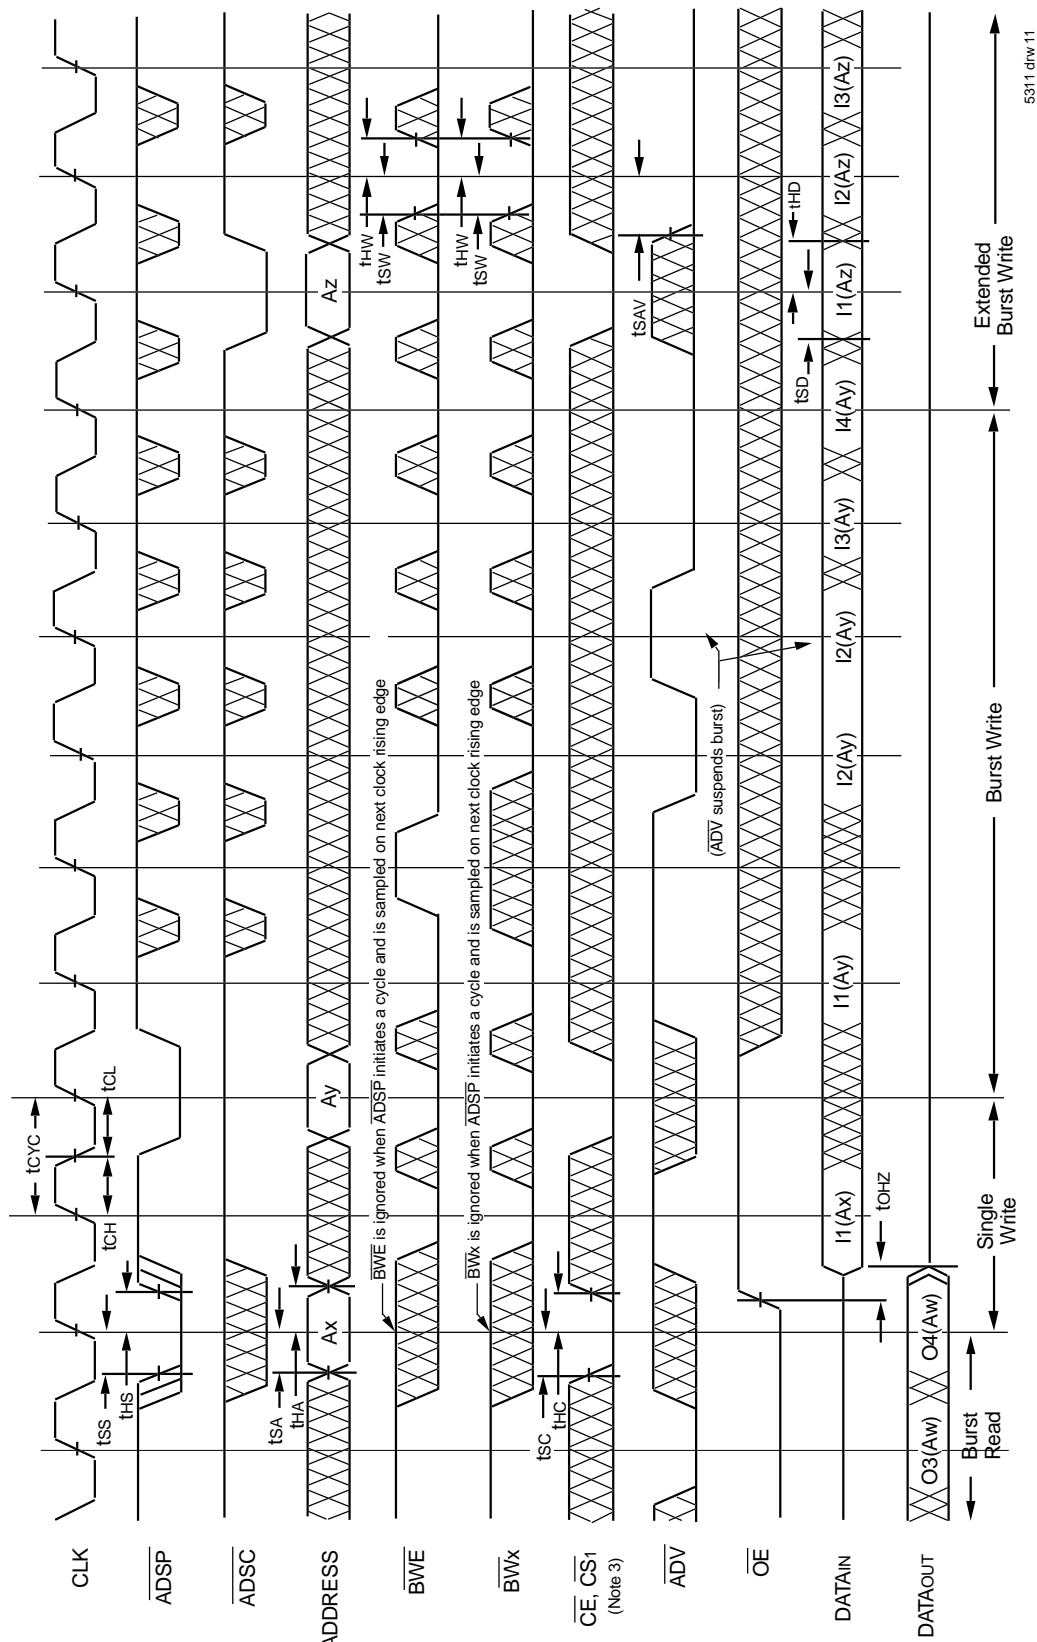 CLK
tSS
tHS
tCH
tCYC
tCL
ADSP
ADSC
ADDRESS
tSA
tHA
Ax
Ay
Az
BWE
BWE is ignored when ADSP initiates a cycle and is sampled on next clock rising edge
tHW
tSW
BWx
BWx is ignored when ADSP initiates a cycle and is sampled on next clock rising edge
tHW
tSW
CE, CS1
(Note 3)
tSC
tHC
ADV
tSAV
(ADV suspends burst)
OE
DATAIN
I1(Ax)
I1(Ay)
I2(Ay)
I2(Ay)
I3(Ay)
I4(Ay)
I1(Az)
I2(Az)
I3(Az)
tSD
tHD
DATAOUT
O3(Aw)
O4(Aw)
tOHZ
Burst
Read
Single
Write
Burst Write
Extended
Burst Write
5311 drw 11